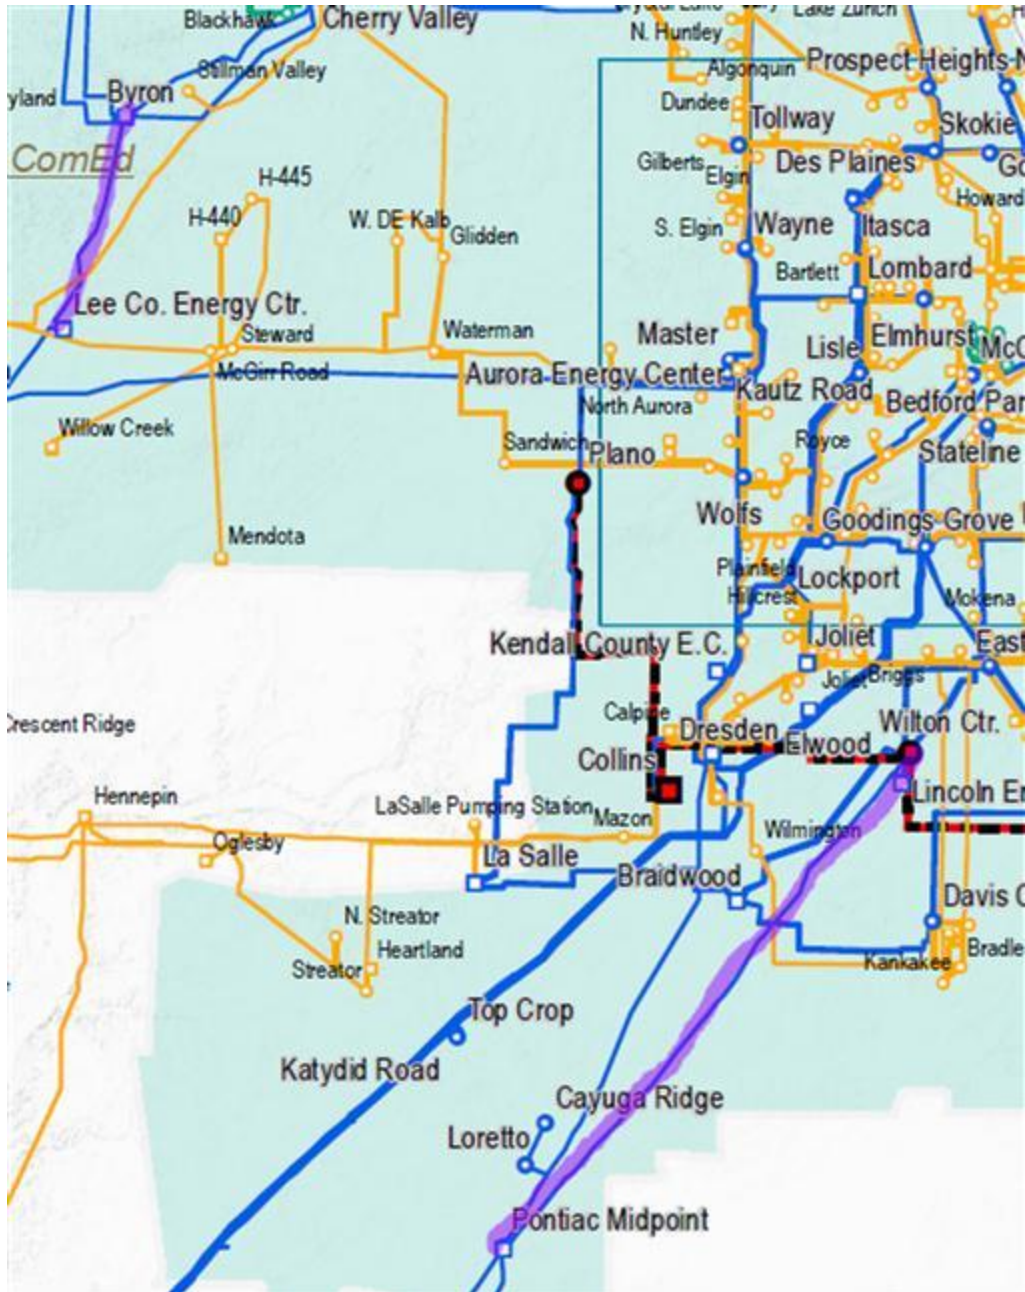 Blackhawk
Cherry Valley
Lake Zurich
N. Huntley
Stillman Valley
Algonquin
Prospect Heights N
yland
Byron
Dundee
Tollway
Skokie
ComEd
Gilberts
Elgin
Des Plaines
Go
H-445
Howard
H-440
W. DE Kalb
Glidden
S. Elgin
Wayne
Itasca
Bartlett
Lombard
Lee Co. Energy Ctr.
Steward
Waterman
Master
Lisle
Elmhurst
McC
McGirr Road
Aurora Energy Center
Kautz Road
North Aurora
Bedford Par
Willow Creek
Sandwich
Plano
Royce
Stateline
Wolfs
Goodings Grove
Mendota
Plainfield
Lockport
Hillcrest
Mokena
Kendall County E.C.
Joliet
East
Joliet
Briggs
Crescent Ridge
Calpine
Dresden
Elwood
Wilton Ctr.
Collins
Hennepin
LaSalle Pumping Station
Mazon
Lincoln En
Oglesby
Wilmington
La Salle
Braidwood
Davis C
N. Streator
Heartland
Streator
Kankakee
Bradle
Top Crop
Katydid Road
Cayuga Ridge
Loretto
Pontiac Midpoint